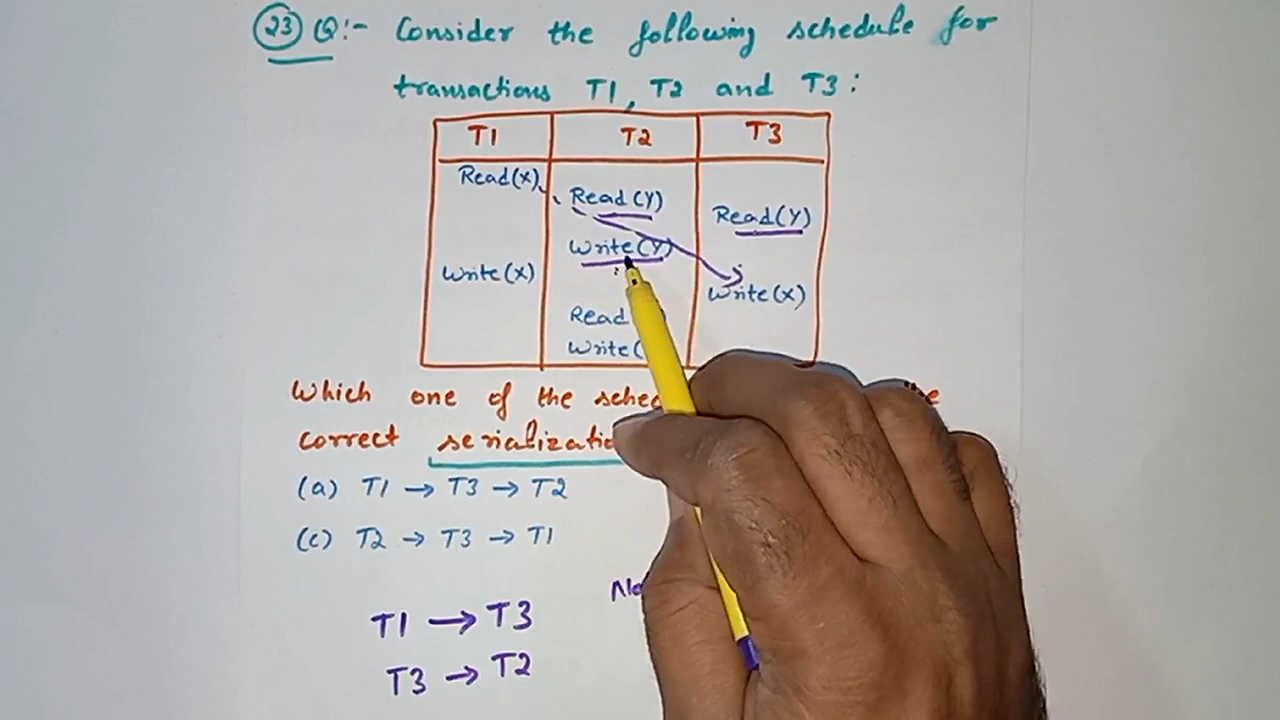 23 Q:- Consider the following schedule for
transactions T1, T2 and T3:
T1 T2 T3
Read(X)
Read(Y)
Read(Y)
Write(Y)
Write(X)
Write(X)
Read
Write(
Which one of the
correct
(a) T1 → T3 → T2
(c) T2 → T3 → T1
T1 → T3
T3 → T2